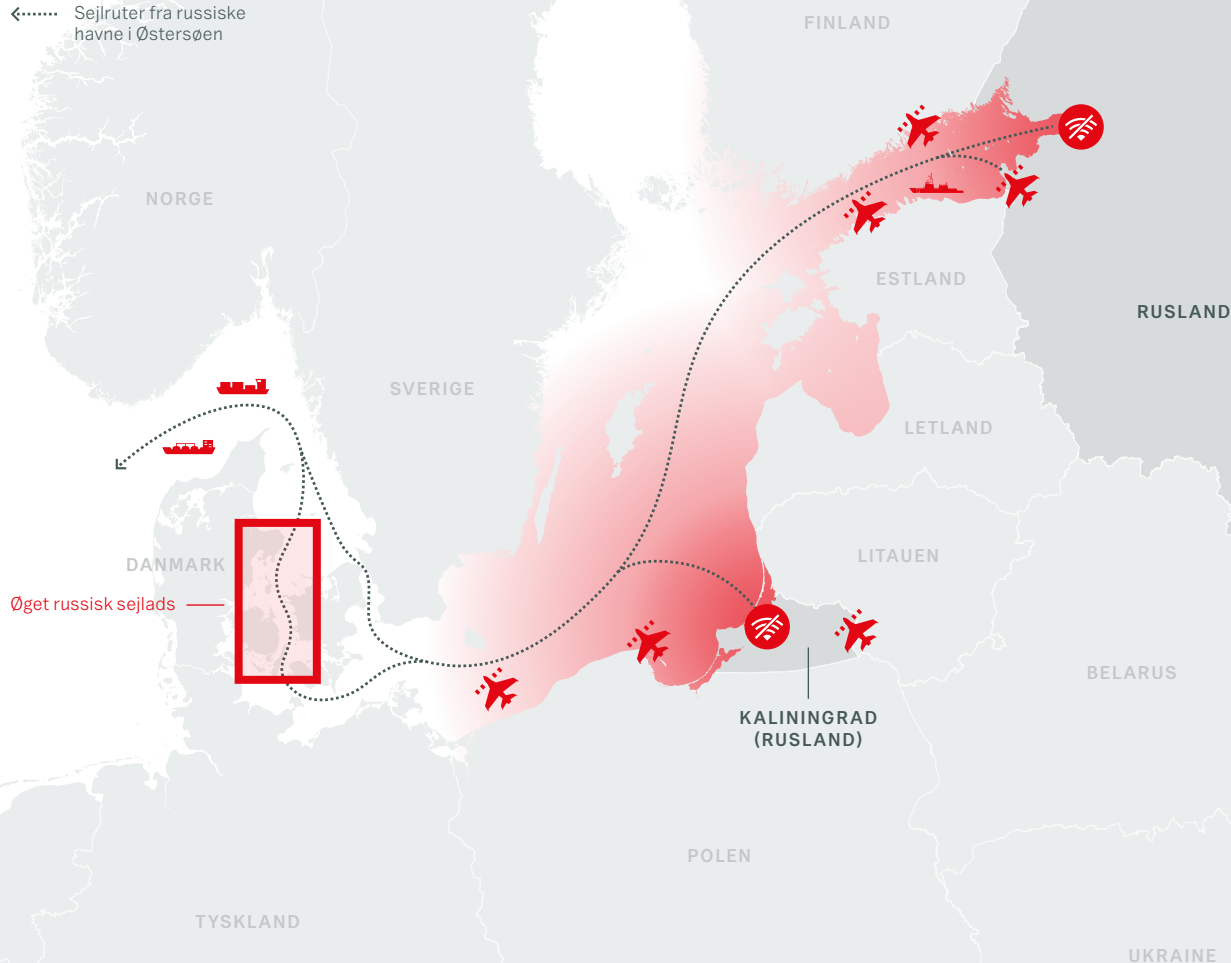 Sejlruter fra russiske
havne i Østersøen
FINLAND
NORGE
ESTLAND
RUSLAND
SVERIGE
LETLAND
DANMARK
LITAUEN
Øget russisk sejlads
BELARUS
KALININGRAD
(RUSLAND)
POLEN
TYSKLAND
UKRAINE